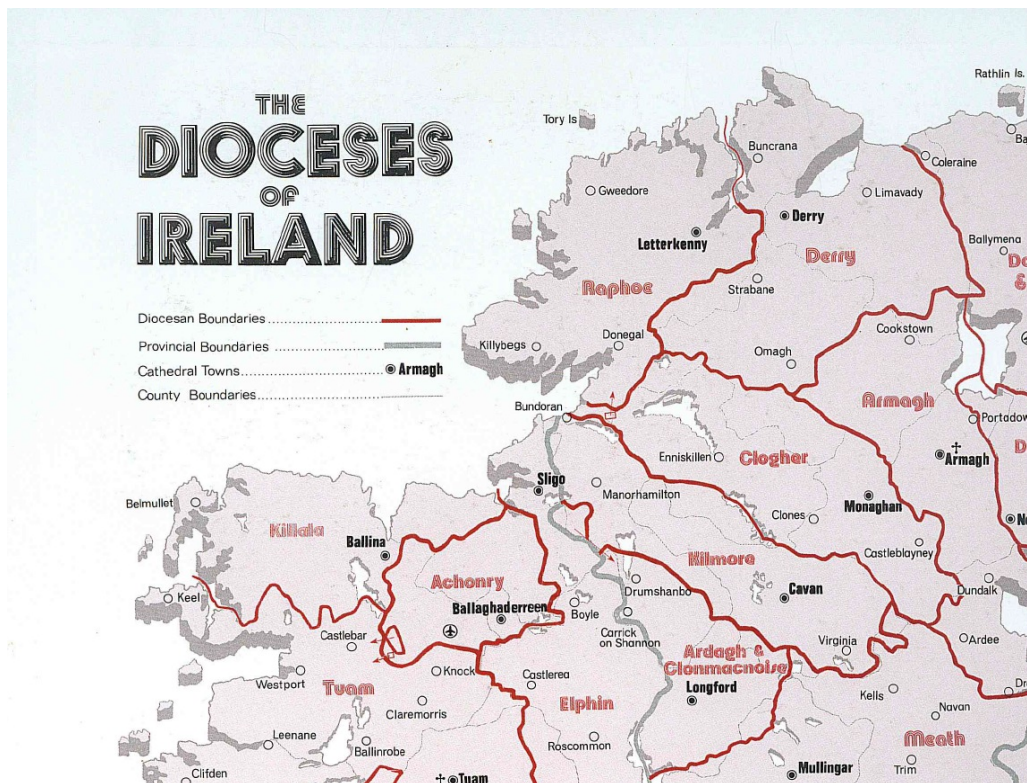 THE
DIOCESES
OF
IRELAND
Diocesan Boundaries
Provincial Boundaries
Cathedral Towns
Armagh
County Boundaries
Rathlin Is.
Tory Is
Buncrana
Coleraine
Gweedore
Limavady
Derry
Letterkenny
Ballymena
Derry
Raphoe
Strabane
&
Donegal
Cookstown
Killybegs
Omagh
Armagh
Bundoran
Enniskillen
Clogher
Armagh
Sligo
Manorhamilton
Monaghan
Belmullet
Clones
Killala
Ballina
Castleblayney
Kilmore
Achonry
Drumshanbo
Cavan
Dundalk
Keel
Ballaghaderreen
Boyle
Carrick
on Shannon
Castlebar
Virginia
Ardee
Ardagh &
Clonmacnoise
Knock
Castlerea
Westport
Tuam
Longford
Kells
Elphin
Claremorris
Navan
Leenane
Ballinrobe
Roscommon
Meath
Trim
Clifden
Tuam
Mullingar